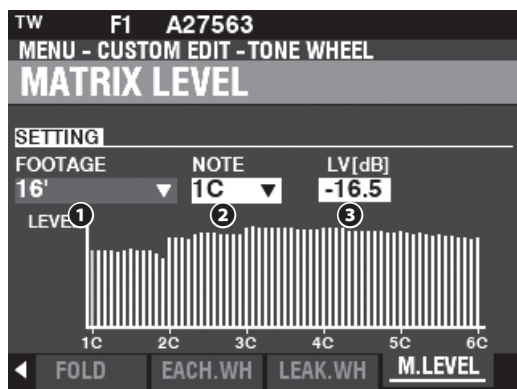 TW F1 A27563
MENU - CUSTOM EDIT - TONE WHEEL
MATRIX LEVEL
SETTING
FOOTAGE NOTE LV[dB]
16' ▼ 1C ▼ -16.5
1 2 3
LEVEL
1C 2C 3C 4C 5C 6C
◀ FOLD EACH.WH LEAK.WH M.LEVEL